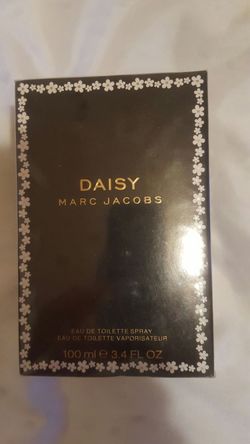 DAISY
MARC JACOBS
EAU DE TOILETTE SPRAY
EAU DE TOILETTE VAPORISATEUR
100 ml ℮ 3.4 FL OZ